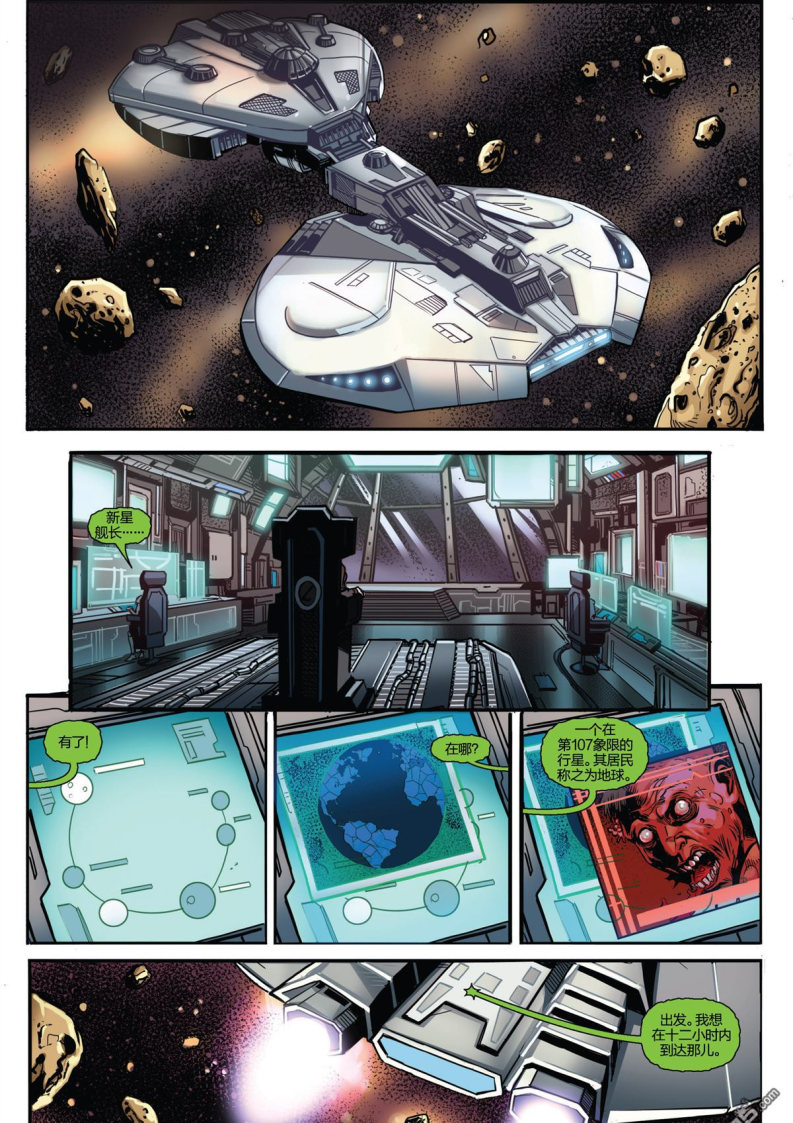 新星
舰长……
有了！
在哪？
一个在
第107象限的
行星。其居民
称之为地球。
出发。我想
在十二小时内
到达那儿。